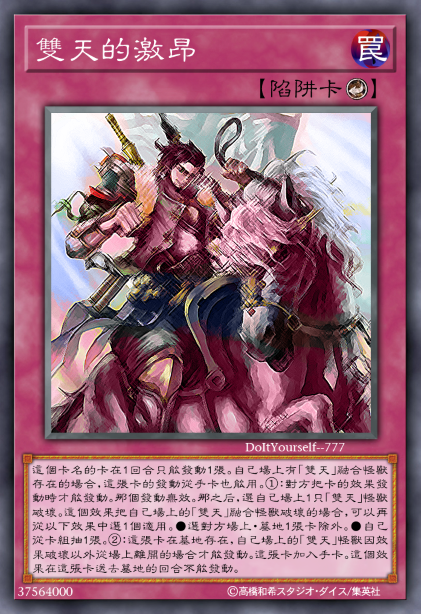 雙天的激昂
罠
【陷阱卡】
DoItYourself--777
這個卡名的卡在1回合只能發動1張。自己場上有「雙天」融合怪獸
存在的場合，這張卡的發動從手卡也能用。①：對方把卡的效果發
動時才能發動。那個發動無效。那之後，選自己場上1只「雙天」怪獸
破壞。這個效果把自己場上的「雙天」融合怪獸破壞的場合，可以再
從以下效果中選1個適用。●選對方場上・墓地1張卡除外。●自己
從卡組抽1張。②：這張卡在墓地存在，自己場上的「雙天」怪獸因效
果破壞以外從場上離開的場合才能發動。這張卡加入手卡。這個效果
在這張卡送去墓地的回合不能發動。
37564000
©高橋和希スタジオ・ダイス/集英社